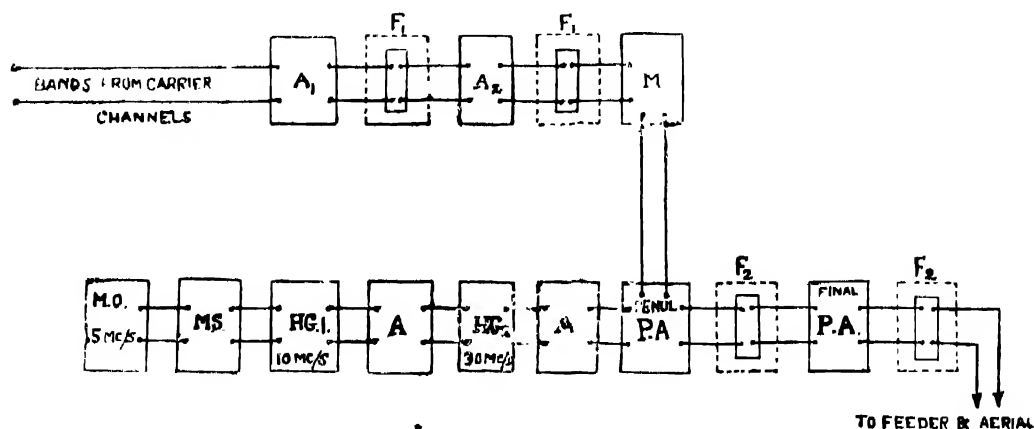 F₁
F₁
A₁
A₂
M
BANDS FROM CARRIER
CHANNELS
F₂
F₂
M.O.
5 MC/S
MS.
HG.1.
10 MC/S
A
30 MC/S
PENUL
P.A
FINAL
P.A.
TO FEEDER & AERIAL